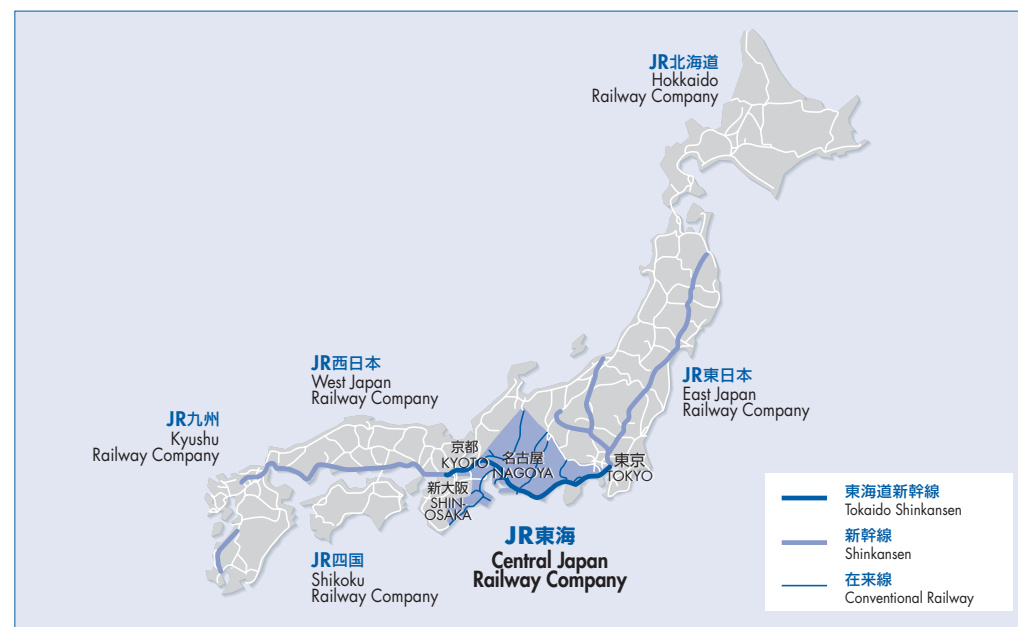 JR北海道
Hokkaido
Railway Company
JR西日本
West Japan
Railway Company
JR東日本
East Japan
Railway Company
JR九州
Kyushu
Railway Company
京都
KYOTO
名古屋
NAGOYA
東京
TOKYO
新大阪
SHIN-
OSAKA
JR東海
Central Japan
Railway Company
JR四国
Shikoku
Railway Company
東海道新幹線
Tokaido Shinkansen
新幹線
Shinkansen
在来線
Conventional Railway